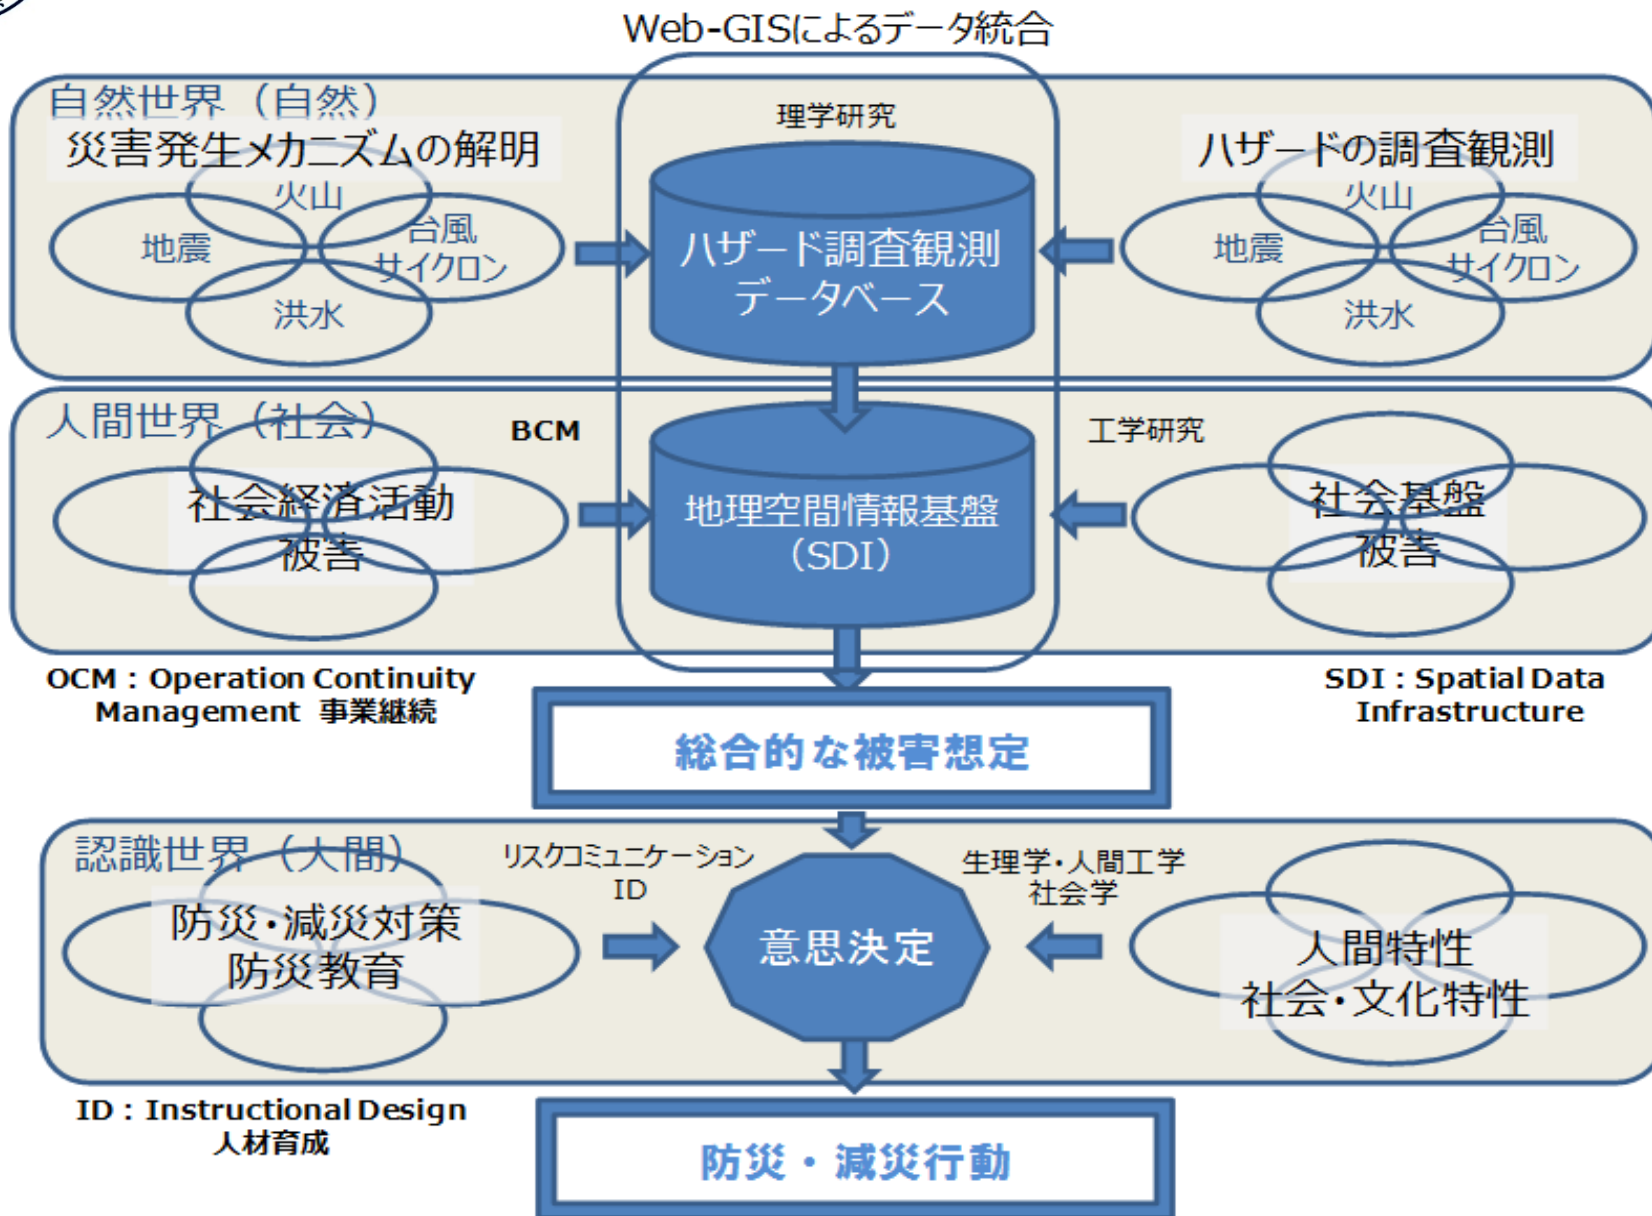 Web-GISによるデータ統合
自然世界（自然）
理学研究
災害発生メカニズムの解明
火山
地震
台風
サイクロン
洪水
ハザード調査観測
データベース
ハザードの調査観測
火山
地震
台風
サイクロン
洪水
人間世界（社会）
BCM
工学研究
社会経済活動
被害
地理空間情報基盤
（SDI）
社会基盤
被害
OCM：Operation Continuity
Management 事業継続
SDI：Spatial Data
Infrastructure
総合的な被害想定
認識世界（人間）
リスクコミュニケーション
ID
生理学・人間工学
社会学
防災・減災対策
防災教育
意思決定
人間特性
社会・文化特性
ID：Instructional Design
人材育成
防災・減災行動